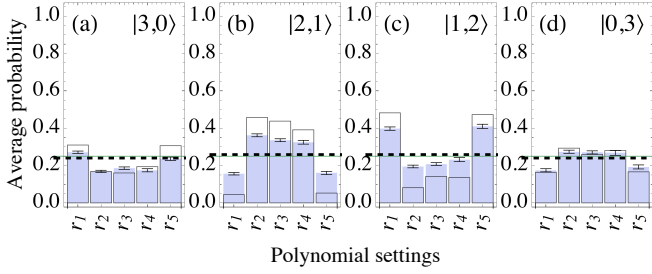 (a) |3,0⟩ (b) |2,1⟩ (c) |1,2⟩ (d) |0,3⟩
Average probability
1.0 1.0 1.0 1.0
0.8 0.8 0.8 0.8
0.6 0.6 0.6 0.6
0.4 0.4 0.4 0.4
0.2 0.2 0.2 0.2
0.0 0.0 0.0 0.0
r1 r2 r3 r4 r5 r1 r2 r3 r4 r5 r1 r2 r3 r4 r5 r1 r2 r3 r4 r5
Polynomial settings